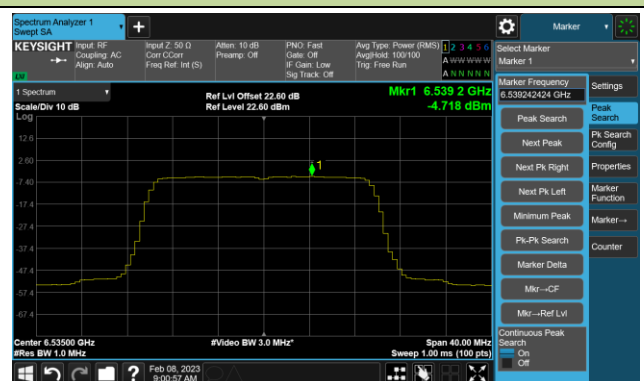 Spectrum Analyzer 1
Swept SA
Marker
KEYSIGHT Input: RF Input Z: 50 Ω Atten: 10 dB PNO: Fast Avg Type: Power (RMS) 1 2 3 4 5 6
Coupling: AC Corr CCorr Preamp: Off Gate: Off Avg|Hold: 100/100 A W W W W W
Align: Auto Freq Ref: Int (S) IF Gain: Low Trig: Free Run
Sig Track: Off A N N N N N
LW
Select Marker
Marker 1
1 Spectrum
Scale/Div 10 dB
Log
Ref Lvl Offset 22.60 dB
Ref Level 22.60 dBm
Mkr1 6.539 2 GHz
-4.718 dBm
1
12.6
2.60
-7.40
-17.4
-27.4
-37.4
-47.4
-57.4
-67.4
Center 6.53500 GHz #Video BW 3.0 MHz* Span 40.00 MHz
#Res BW 1.0 MHz Sweep 1.00 ms (100 pts)
Marker Frequency
6.539242424 GHz
Peak Search
Next Peak
Next Pk Right
Next Pk Left
Minimum Peak
Pk-Pk Search
Marker Delta
Mkr→CF
Mkr→Ref Lvl
Continuous Peak
Search
On
Off
Settings
Peak
Search
Pk Search
Config
Properties
Marker
Function
Marker→
Counter
? Feb 08, 2023
9:00:57 AM